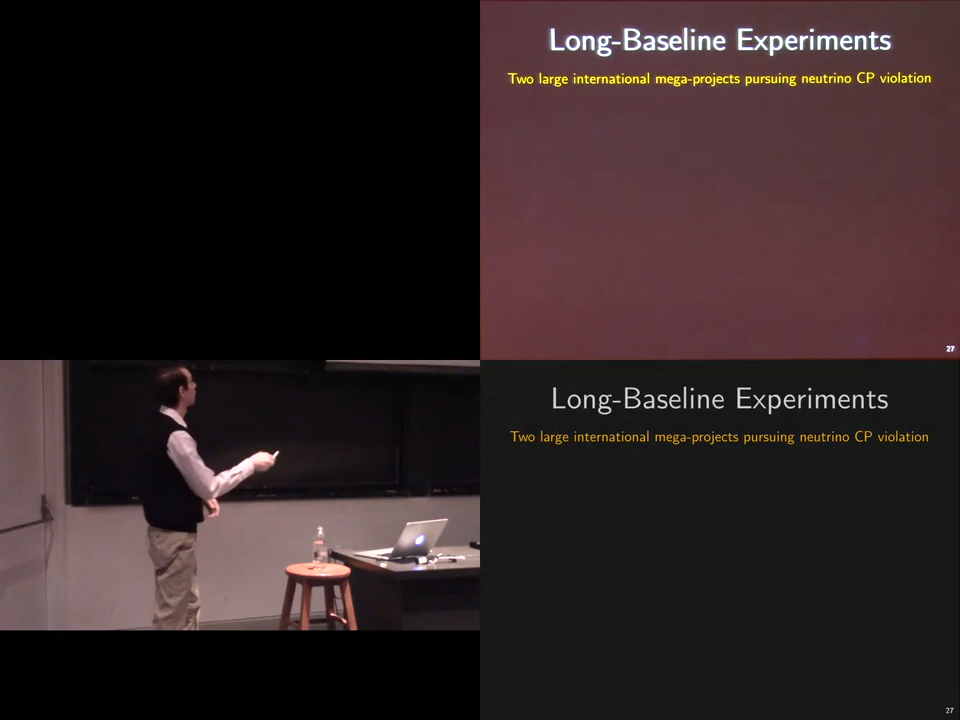 Long-Baseline Experiments
Two large international mega-projects pursuing neutrino CP violation
27
Long-Baseline Experiments
Two large international mega-projects pursuing neutrino CP violation
27